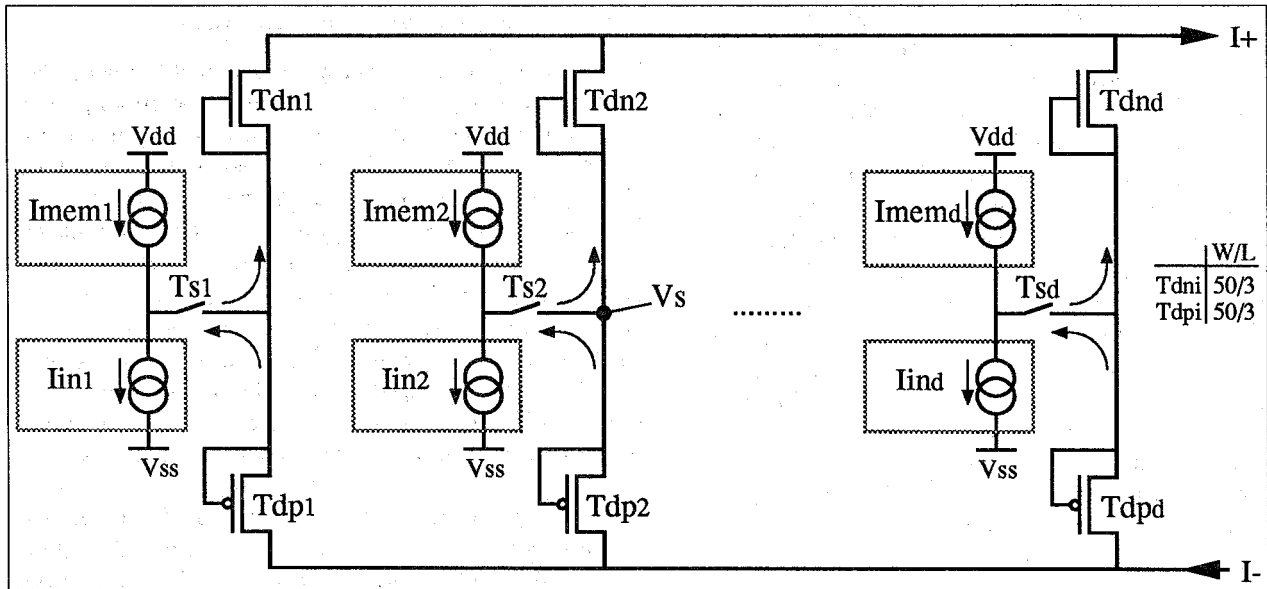 I+
Tdn1 Tdn2 Tdnd
Vdd Vdd Vdd
Imem1 Imem2 Imemd
Ts1 Ts2 Vs ........ Tsd
W/L
Tdni 50/3
Tdpi 50/3
Iin1 Iin2 Iind
Vss Vss Vss
Tdp1 Tdp2 Tdpd
I-